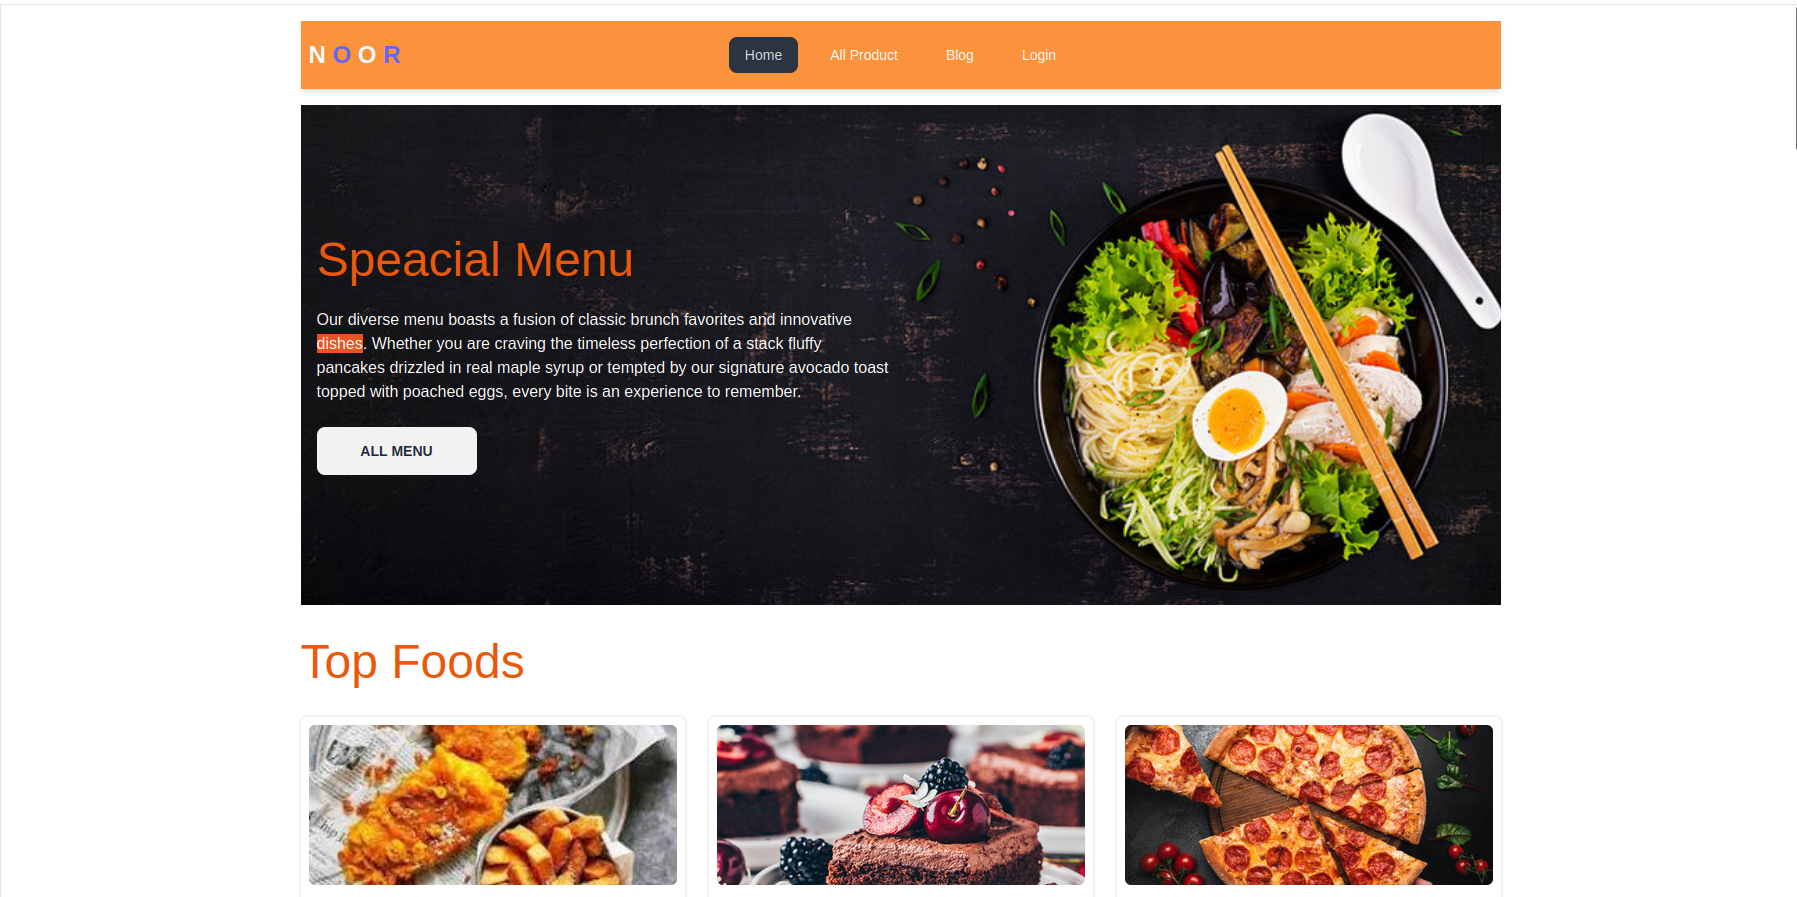 N O O R
Home
All Product
Blog
Login
Speacial Menu
Our diverse menu boasts a fusion of classic brunch favorites and innovative
dishes. Whether you are craving the timeless perfection of a stack fluffy
pancakes drizzled in real maple syrup or tempted by our signature avocado toast
topped with poached eggs, every bite is an experience to remember.
ALL MENU
Top Foods